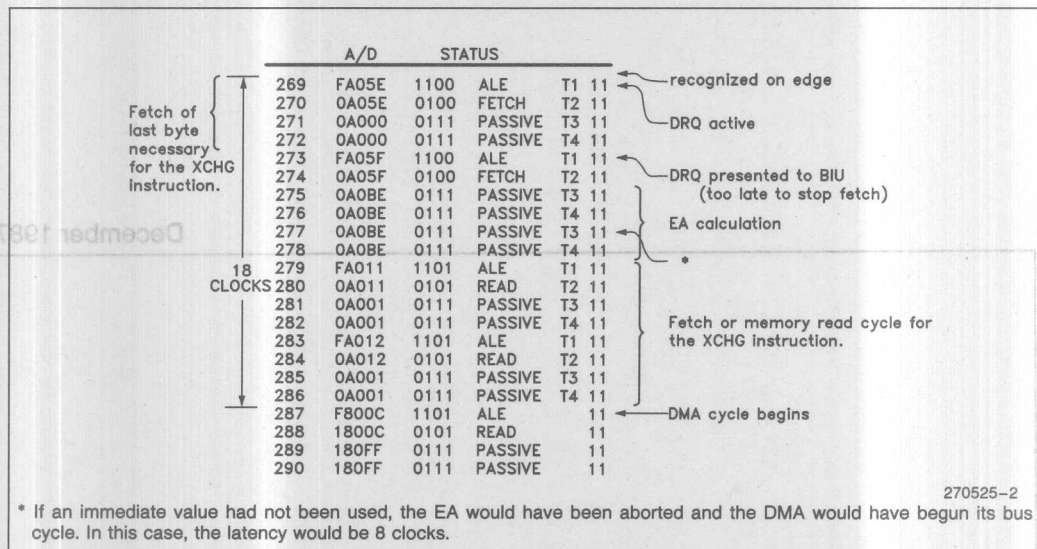 A/D STATUS
269 FA05E 1100 ALE T1 11
270 0A05E 0100 FETCH T2 11
271 0A000 0111 PASSIVE T3 11
272 0A000 0111 PASSIVE T4 11
273 FA05F 1100 ALE T1 11
274 0A05F 0100 FETCH T2 11
275 0A0BE 0111 PASSIVE T3 11
276 0A0BE 0111 PASSIVE T4 11
277 0A0BE 0111 PASSIVE T3 11
278 0A0BE 0111 PASSIVE T4 11
279 FA011 1101 ALE T1 11
280 0A011 0101 READ T2 11
281 0A001 0111 PASSIVE T3 11
282 0A001 0111 PASSIVE T4 11
283 FA012 1101 ALE T1 11
284 0A012 0101 READ T2 11
285 0A001 0111 PASSIVE T3 11
286 0A001 0111 PASSIVE T4 11
287 F800C 1101 ALE 11
288 1800C 0101 READ 11
289 180FF 0111 PASSIVE 11
290 180FF 0111 PASSIVE 11
Fetch of
last byte
necessary
for the XCHG
instruction.
18
CLOCKS
recognized on edge
DRQ active
DRQ presented to BIU
(too late to stop fetch)
EA calculation
*
Fetch or memory read cycle for
the XCHG instruction.
DMA cycle begins
December 1987
270525-2
* If an immediate value had not been used, the EA would have been aborted and the DMA would have begun its bus
cycle. In this case, the latency would be 8 clocks.